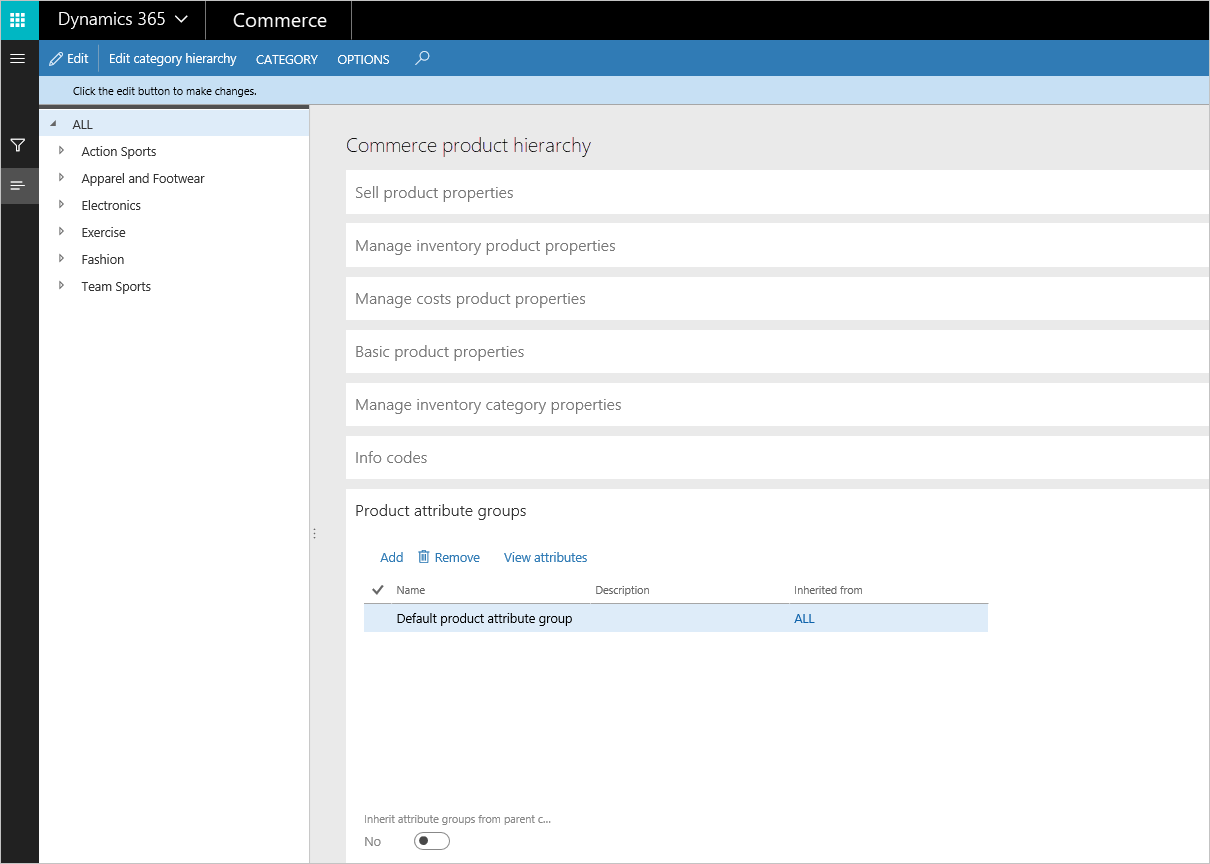 Dynamics 365 Commerce
Edit Edit category hierarchy CATEGORY OPTIONS
Click the edit button to make changes.
ALL
Action Sports
Apparel and Footwear
Electronics
Exercise
Fashion
Team Sports
Commerce product hierarchy
Sell product properties
Manage inventory product properties
Manage costs product properties
Basic product properties
Manage inventory category properties
Info codes
Product attribute groups
Add Remove View attributes
Name Description Inherited from
Default product attribute group ALL
Inherit attribute groups from parent c...
No